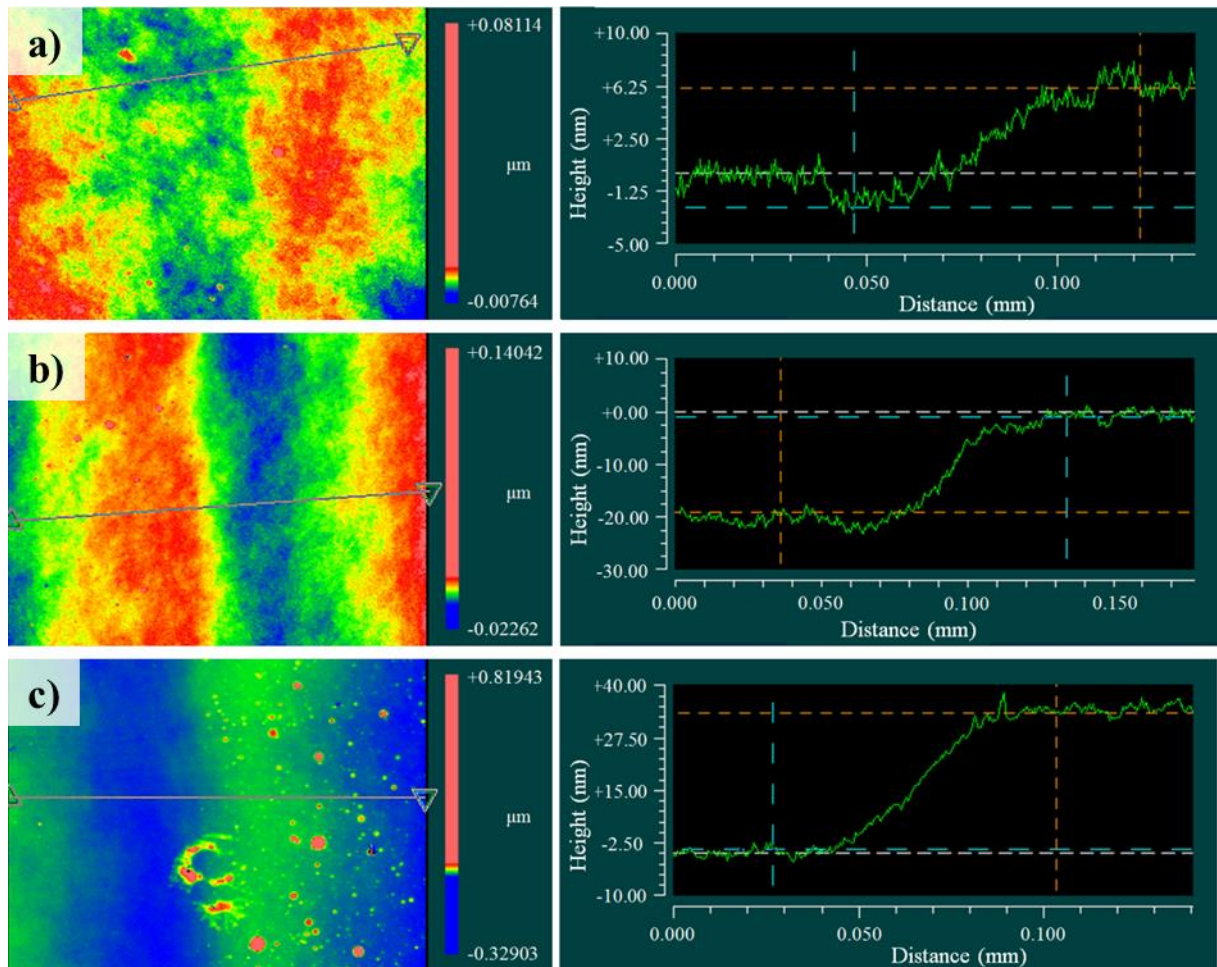 a)
+0.08114
μm
-0.00764
Height (nm)
+10.00
+6.25
+2.50
-1.25
-5.00
0.000 0.050 0.100
Distance (mm)
b)
+0.14042
μm
-0.02262
Height (nm)
+10.00
+0.00
-10.00
-20.00
-30.00
0.000 0.050 0.100 0.150
Distance (mm)
c)
+0.81943
μm
-0.32903
Height (nm)
+40.00
+27.50
+15.00
-2.50
-10.00
0.000 0.050 0.100
Distance (mm)